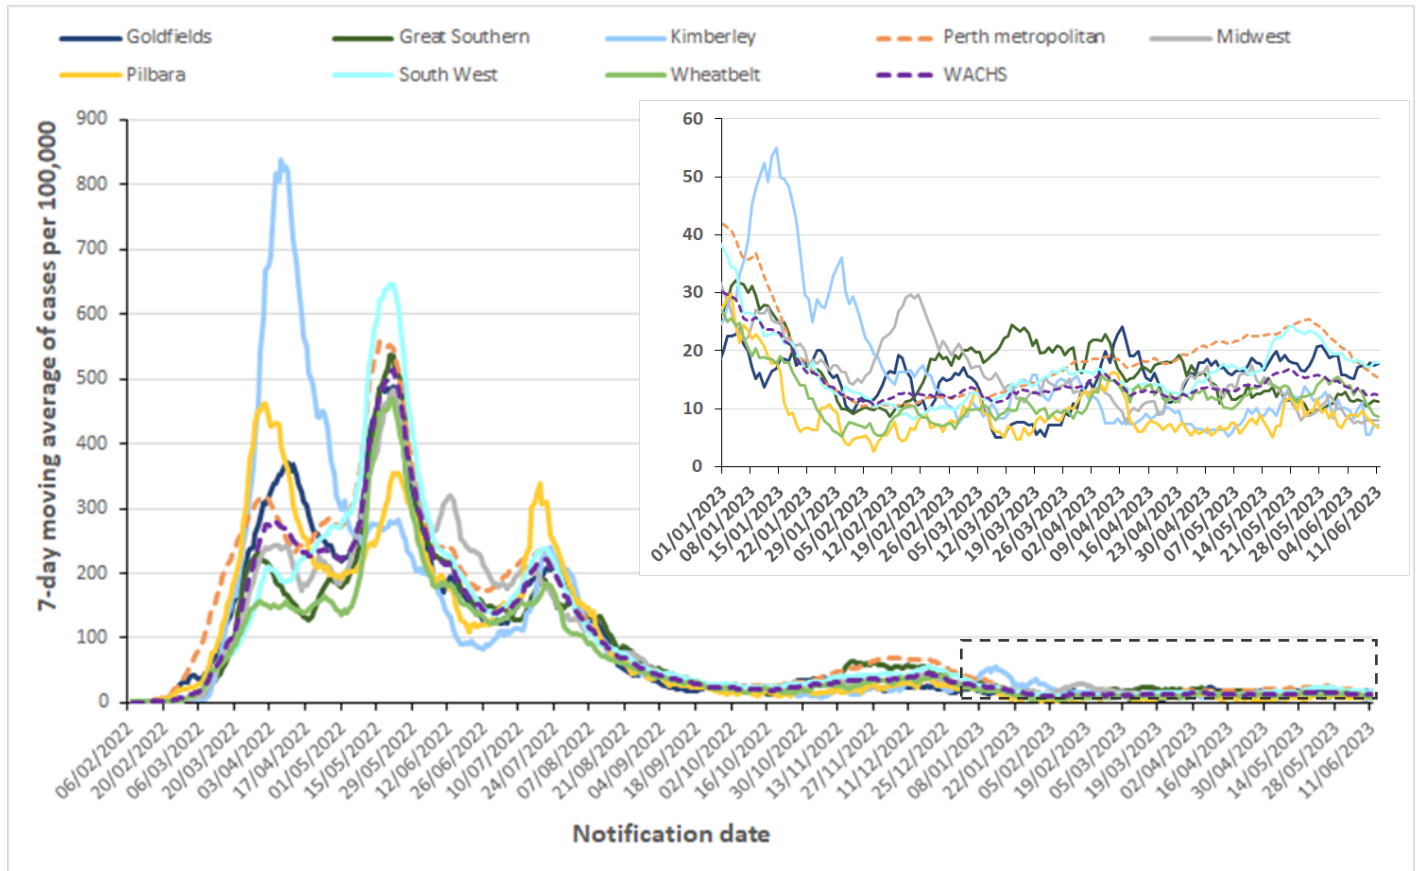 Goldfields Great Southern Kimberley Perth metropolitan Midwest
Pilbara South West Wheatbelt WACHS
7-day moving average of cases per 100,000
900
800
700
600
500
400
300
200
100
0
06/02/2022 20/02/2022 06/03/2022 20/03/2022 03/04/2022 17/04/2022 01/05/2022 15/05/2022 29/05/2022 12/06/2022 26/06/2022 10/07/2022 24/07/2022 07/08/2022 21/08/2022 04/09/2022 18/09/2022 02/10/2022 16/10/2022 30/10/2022 13/11/2022 27/11/2022 11/12/2022 25/12/2022 08/01/2023 22/01/2023 05/02/2023 19/02/2023 05/03/2023 19/03/2023 02/04/2023 16/04/2023 30/04/2023 14/05/2023 28/05/2023 11/06/2023
Notification date
60
50
40
30
20
10
0
01/01/2023 08/01/2023 15/01/2023 22/01/2023 29/01/2023 05/02/2023 12/02/2023 19/02/2023 26/02/2023 05/03/2023 12/03/2023 19/03/2023 26/03/2023 02/04/2023 09/04/2023 16/04/2023 23/04/2023 30/04/2023 07/05/2023 14/05/2023 21/05/2023 28/05/2023 04/06/2023 11/06/2023